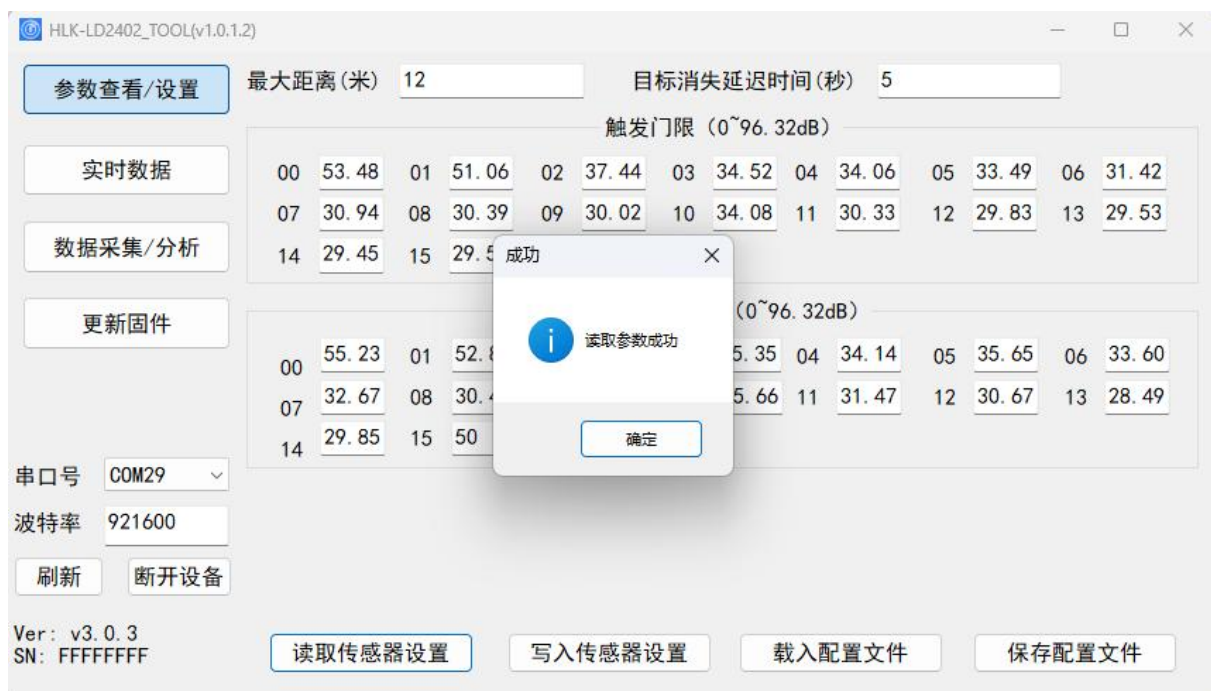 HLK-LD2402_TOOL(v1.0.1.2)
参数查看/设置 最大距离(米) 12 目标消失延迟时间(秒) 5
触发门限 (0~96.32dB)
实时数据 00 53.48 01 51.06 02 37.44 03 34.52 04 34.06 05 33.49 06 31.42
07 30.94 08 30.39 09 30.02 10 34.08 11 30.33 12 29.83 13 29.53
数据采集/分析 14 29.45 15
成功
(0~96.32dB)
更新固件
读取参数成功
00 55.23 01 04 34.14 05 35.65 06 33.60
07 32.67 08 11 31.47 12 30.67 13 28.49
14 29.85 15 50
确定
串口号 COM29
波特率 921600
刷新 断开设备
Ver: v3.0.3
SN: FFFFFFFF
读取传感器设置 写入传感器设置 载入配置文件 保存配置文件